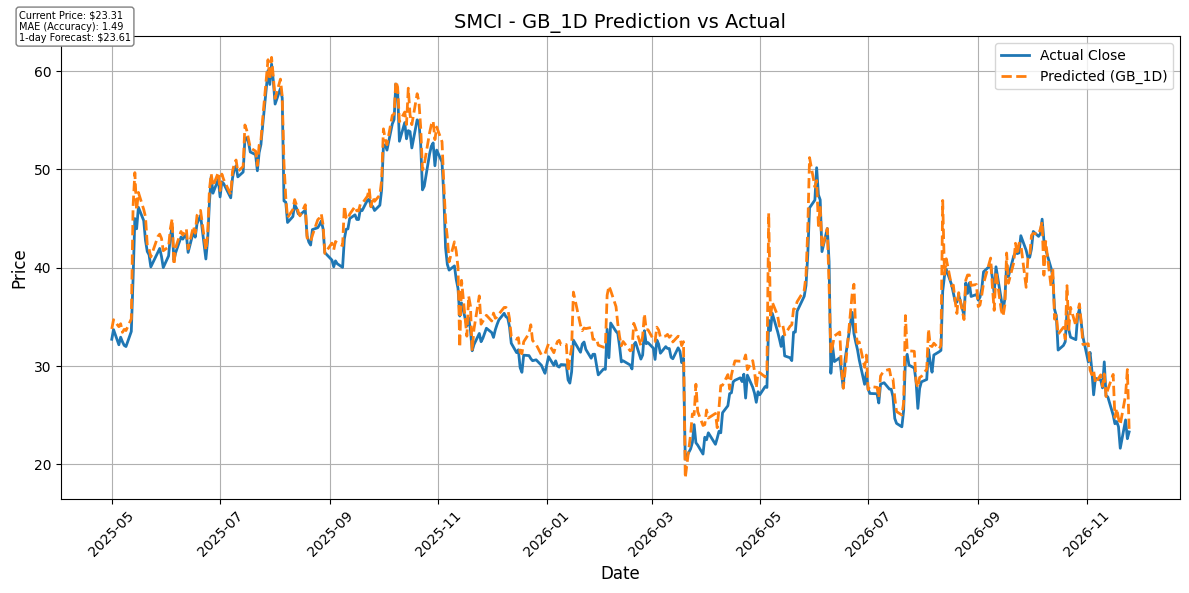 SMCI - GB_1D Prediction vs Actual
Current Price: $23.31
MAE (Accuracy): 1.49
1-day Forecast: $23.61
Actual Close
Predicted (GB_1D)
Price
60
50
40
30
20
2025-05
2025-07
2025-09
2025-11
2026-01
2026-03
2026-05
2026-07
2026-09
2026-11
Date